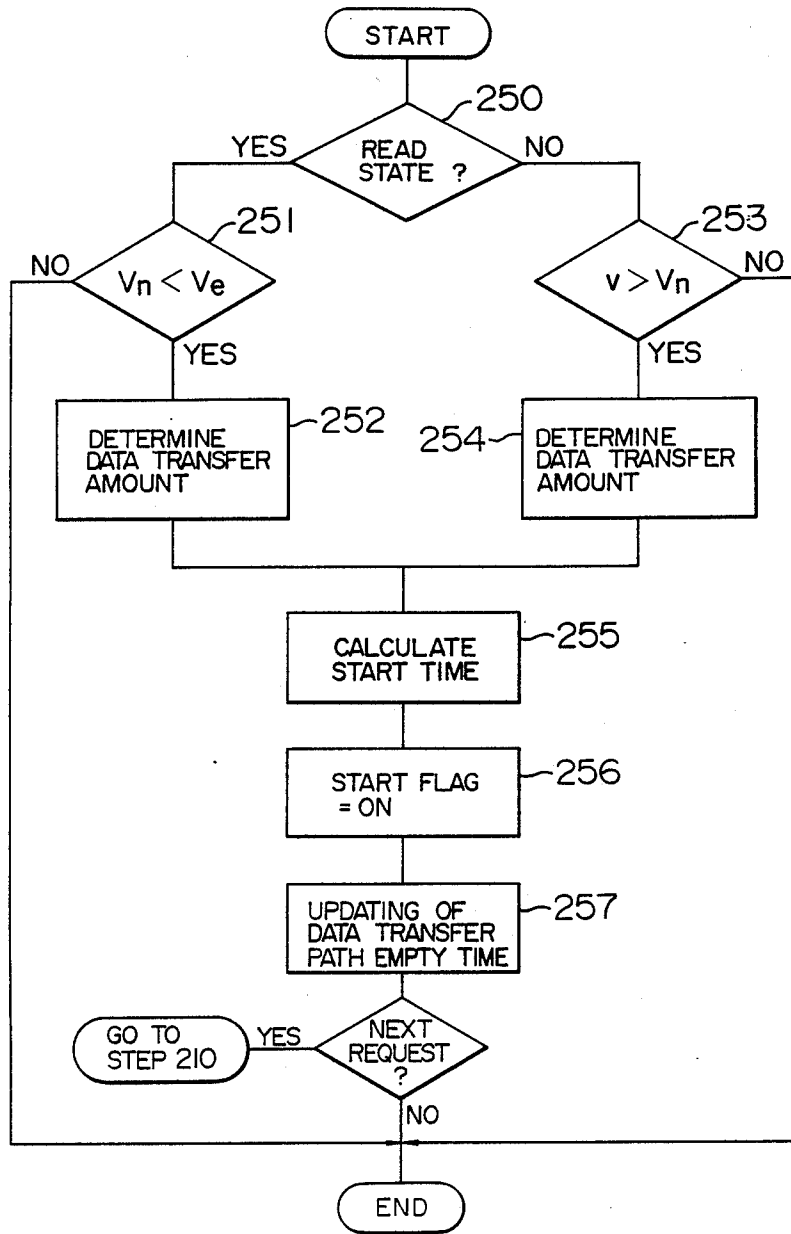 START
250
YES
READ
STATE ?
NO
251
253
NO
Vn < Ve
v > Vn
NO
YES
YES
252
254
DETERMINE
DATA TRANSFER
AMOUNT
DETERMINE
DATA TRANSFER
AMOUNT
CALCULATE
START TIME
255
START FLAG
= ON
256
UPDATING OF
DATA TRANSFER
PATH EMPTY TIME
257
GO TO
STEP 210
YES
NEXT
REQUEST
?
NO
END